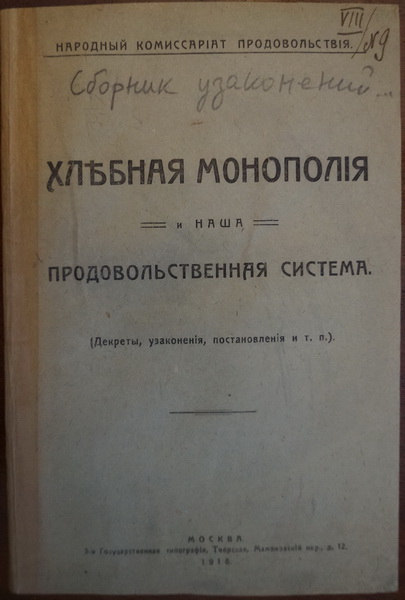 VIII/№9
НАРОДНЫЙ КОМИССАРІАТ ПРОДОВОЛЬСТВІЯ.
Сборник узаконений...
ХЛѢБНАЯ МОНОПОЛІЯ
и НАША
ПРОДОВОЛЬСТВЕННАЯ СИСТЕМА.
(Декреты, узаконенія, постановленія и т. п.).
МОСКВА.
3-я Государственная типографія, Тверская, Мамоновскій пер., д. 12.
1918.